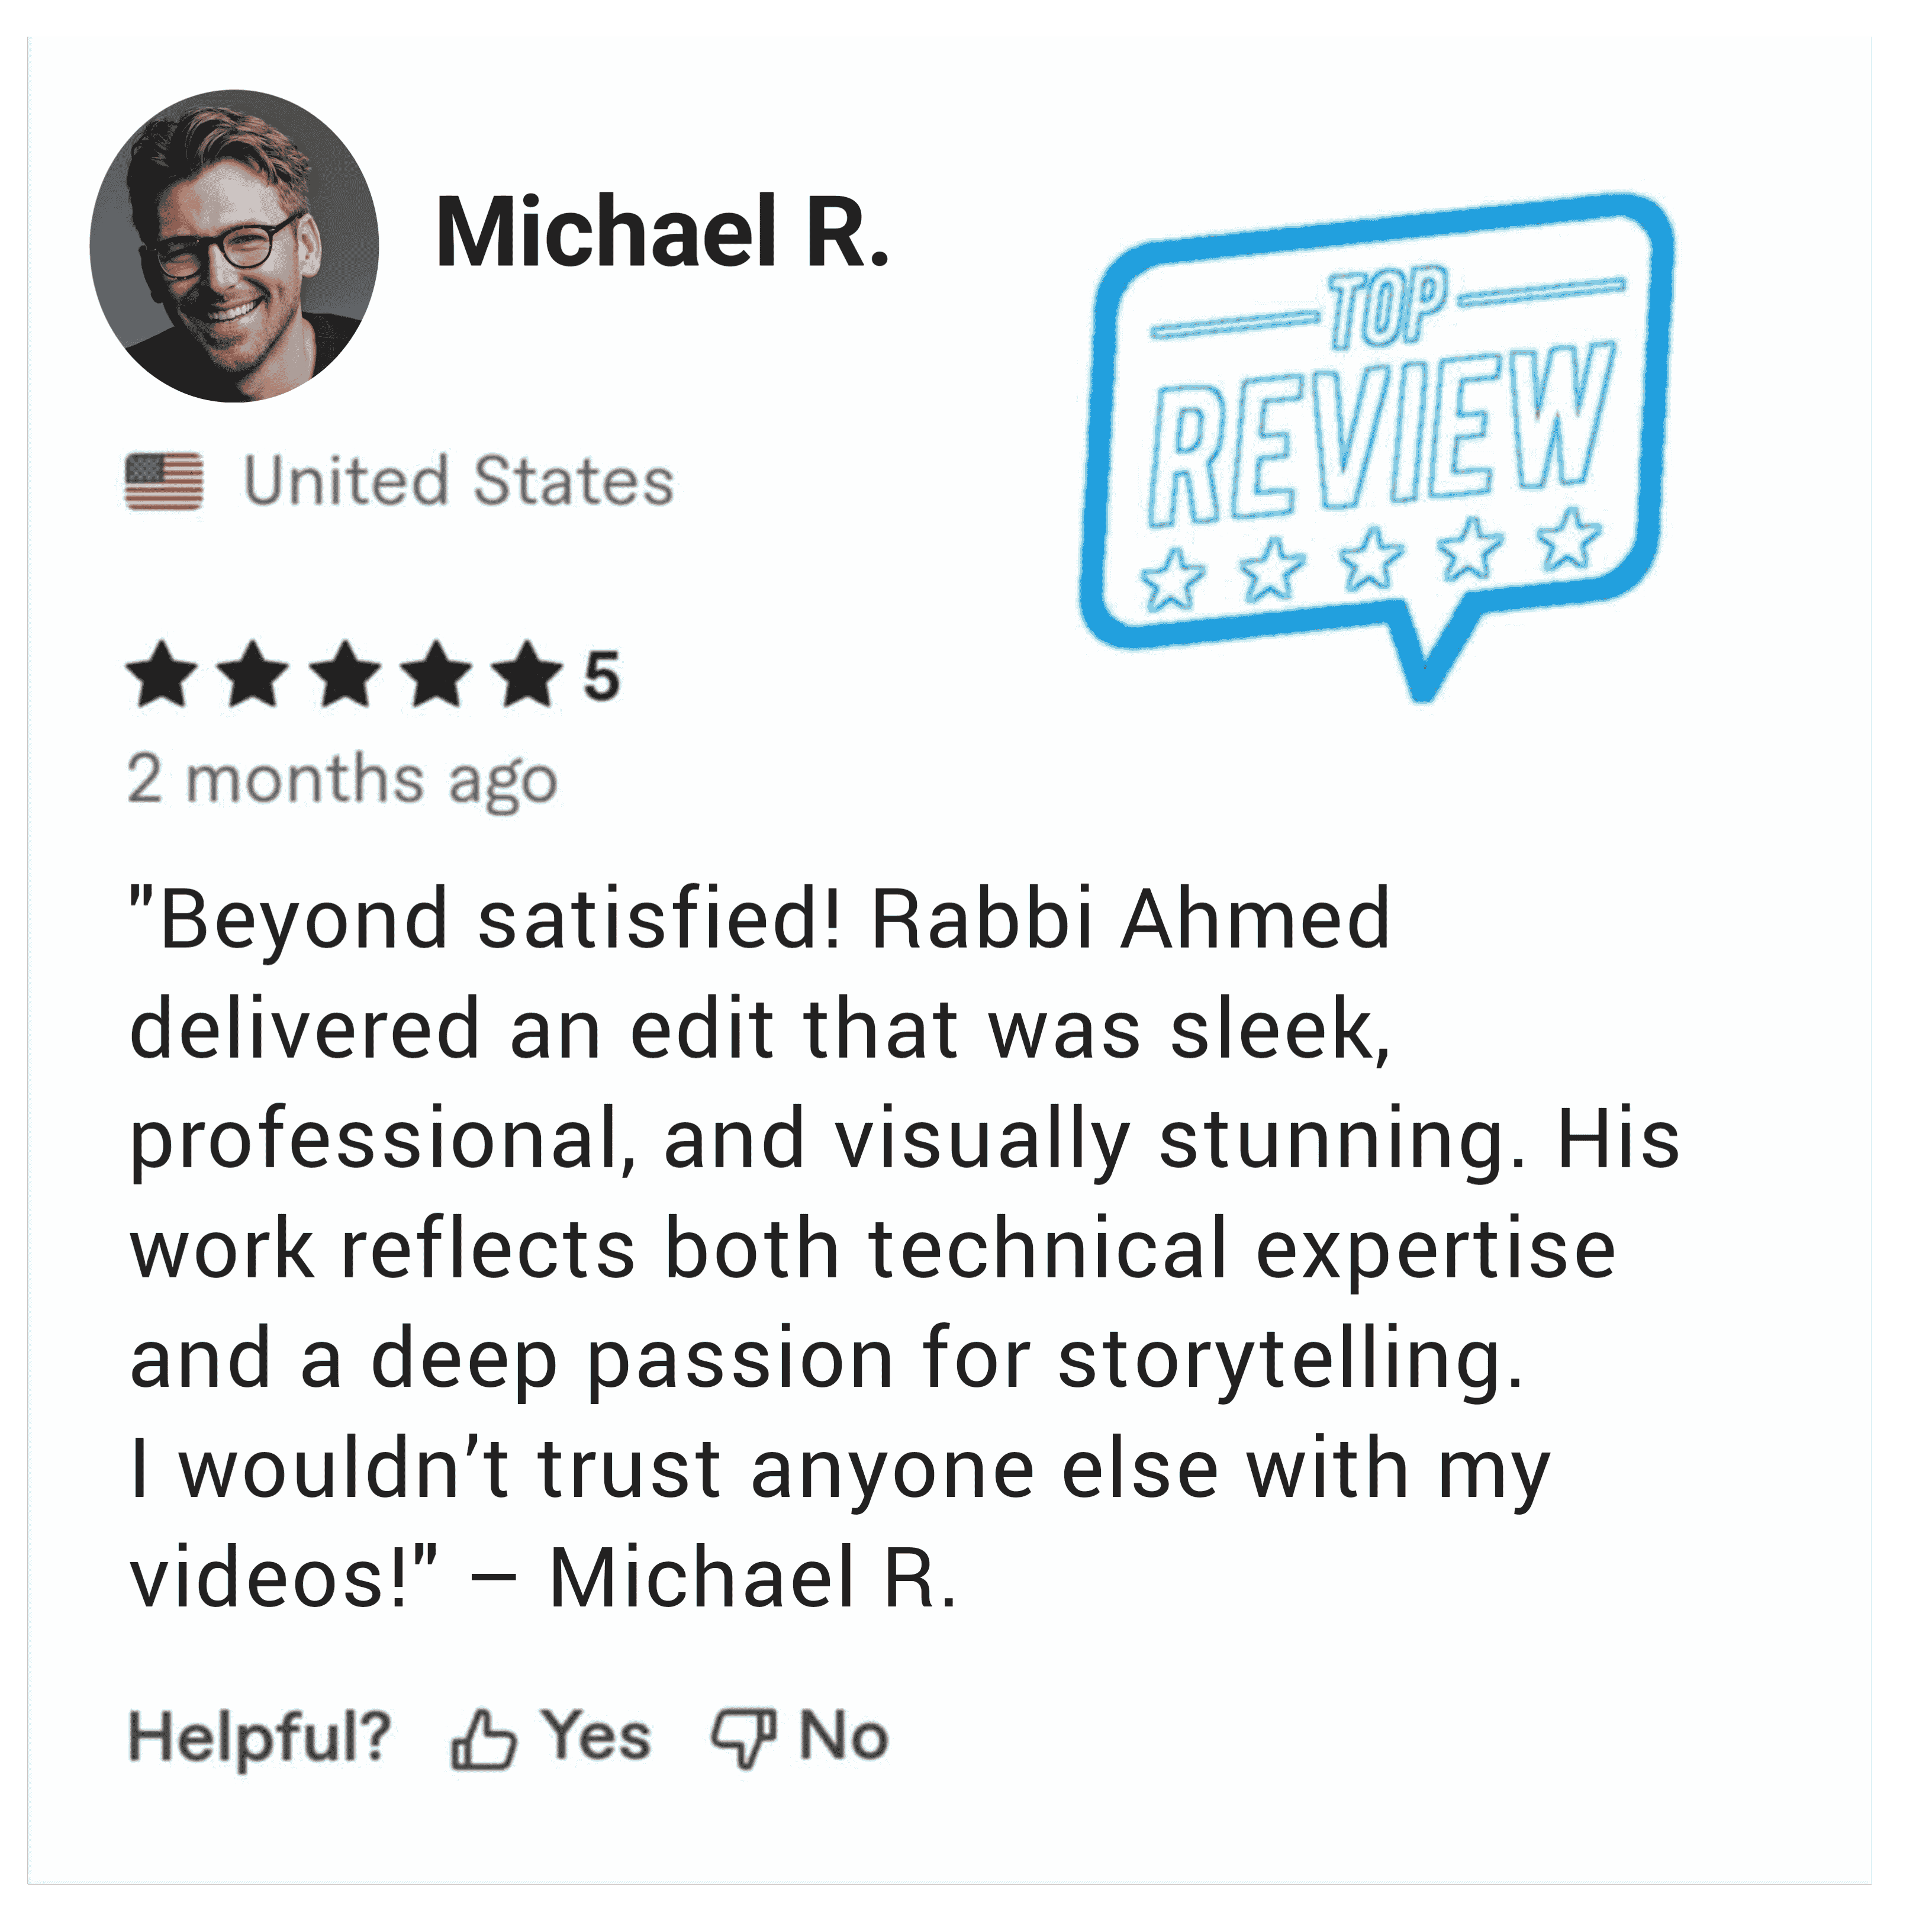 Michael R.
TOP
REVIEW
United States
5
2 months ago
"Beyond satisfied! Rabbi Ahmed
delivered an edit that was sleek,
professional, and visually stunning. His
work reflects both technical expertise
and a deep passion for storytelling.
I wouldn’t trust anyone else with my
videos!” – Michael R.
Helpful? Yes No